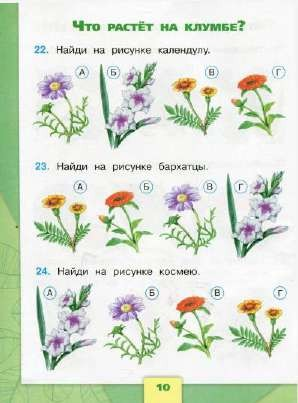 ЧТО РАСТЁТ НА КЛУМБЕ?
22. Найди на рисунке календулу.
А Б В Г
23. Найди на рисунке бархатцы.
А Б В Г
24. Найди на рисунке космею.
А Б В Г
10